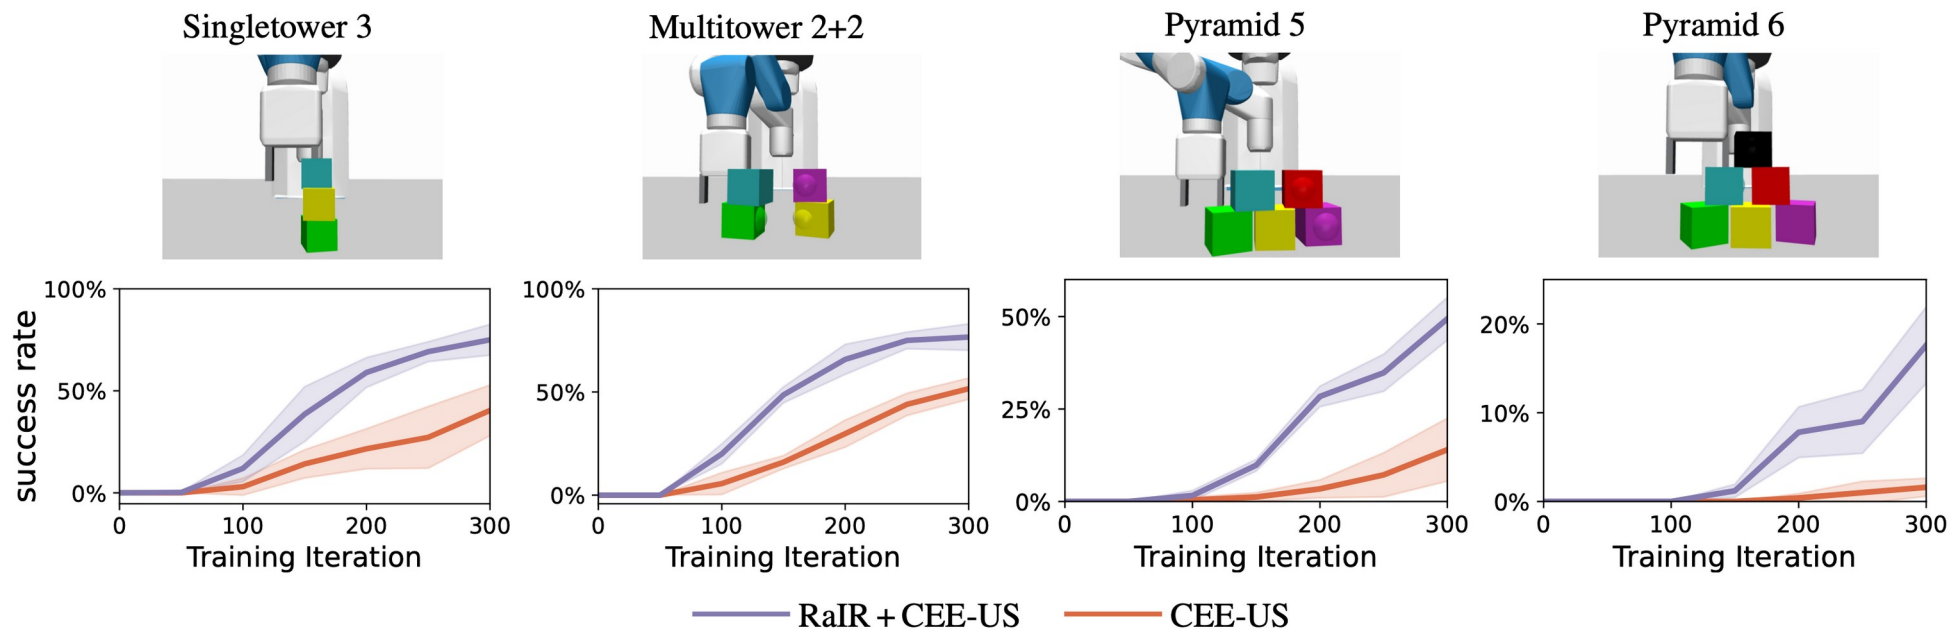 Singletower 3
Multitower 2+2
Pyramid 5
Pyramid 6
success rate
100%
50%
0%
0 100 200 300
Training Iteration
100%
50%
0%
0 100 200 300
Training Iteration
50%
25%
0%
0 100 200 300
Training Iteration
20%
10%
0%
0 100 200 300
Training Iteration
RaIR + CEE-US
CEE-US